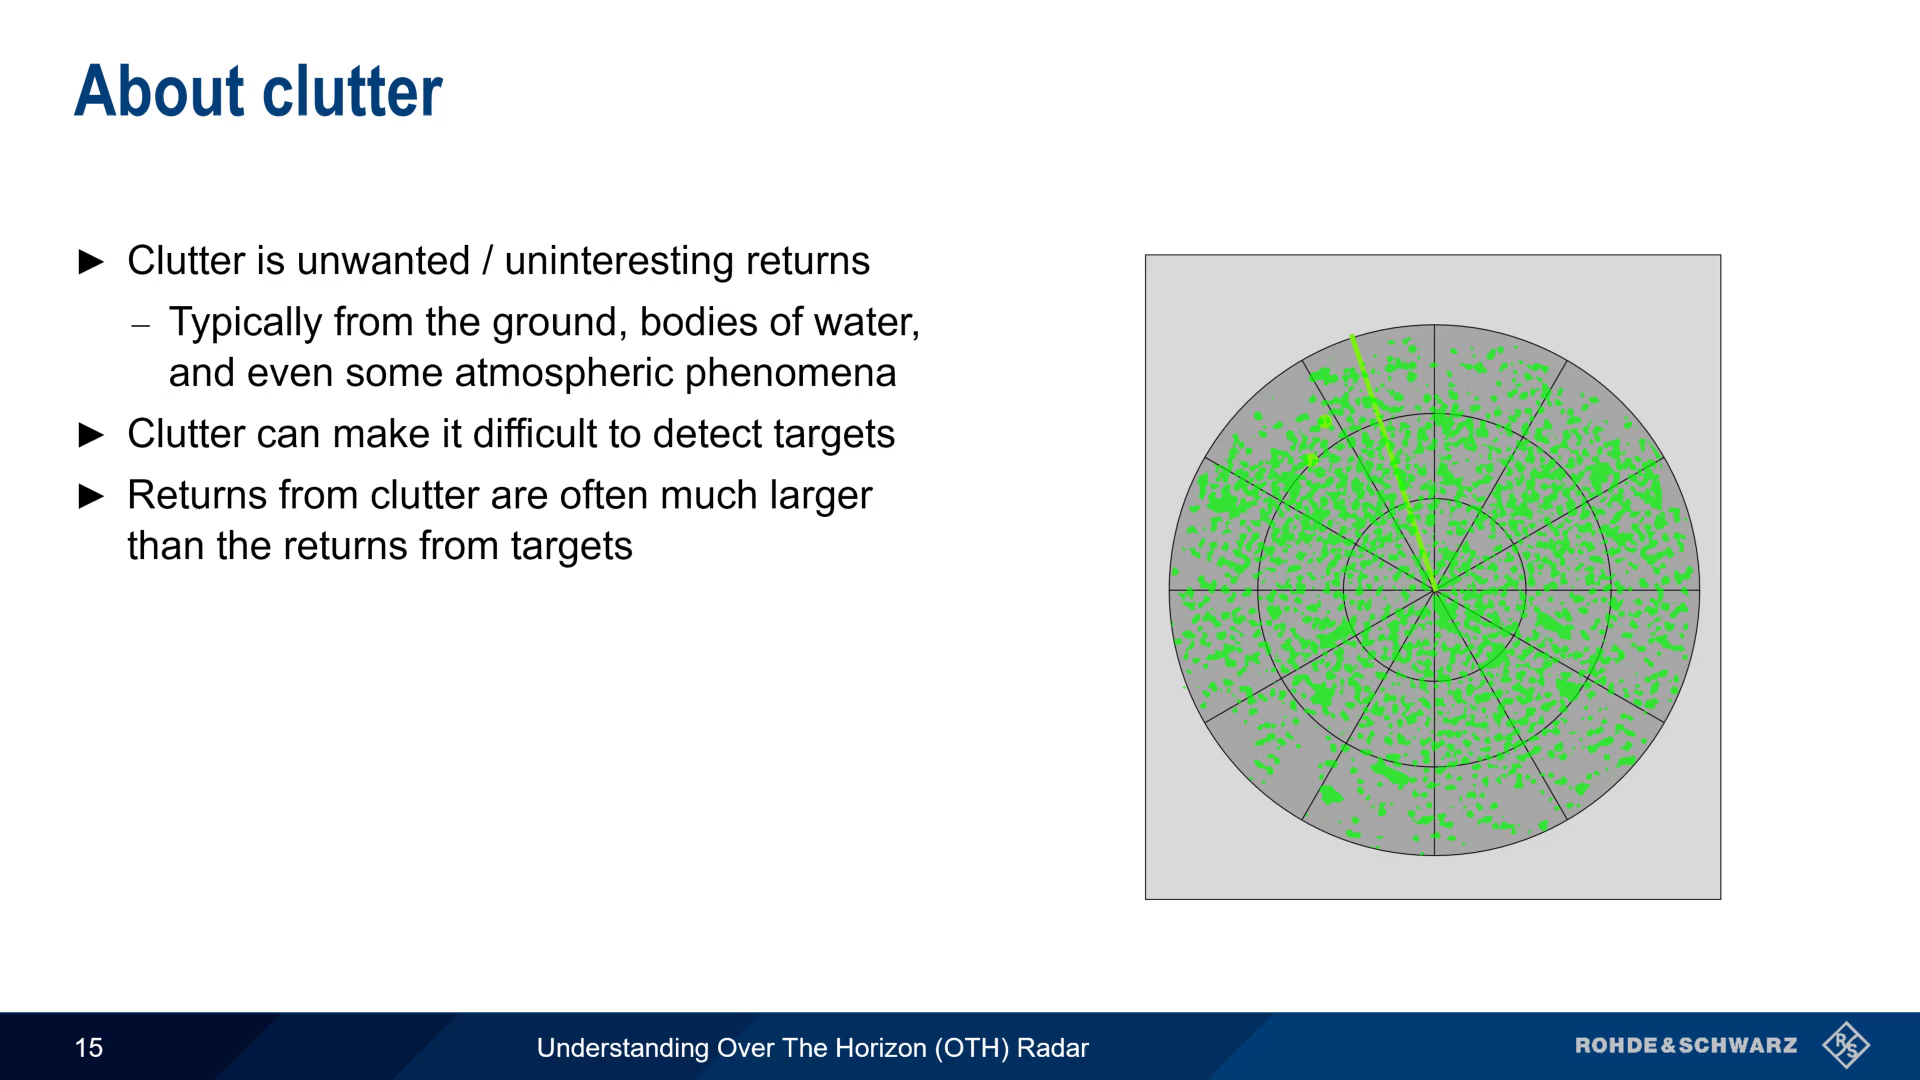 About clutter
► Clutter is unwanted / uninteresting returns
– Typically from the ground, bodies of water,
and even some atmospheric phenomena
► Clutter can make it difficult to detect targets
► Returns from clutter are often much larger
than the returns from targets
15
Understanding Over The Horizon (OTH) Radar
ROHDE & SCHWARZ
R S